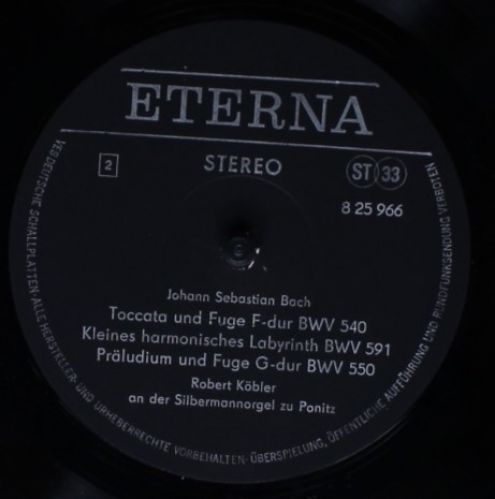 ETERNA
2 STEREO ST 33
8 25 966
Johann Sebastian Bach
Toccata und Fuge F-dur BWV 540
Kleines harmonisches Labyrinth BWV 591
Präludium und Fuge G-dur BWV 550
Robert Köbler
an der Silbermannorgel zu Ponitz
VEB DEUTSCHE SCHALLPLATTEN·ALLE HERSTELLER- UND URHEBERRECHTE VORBEHALTEN·ÜBERSPIELUNG, ÖFFENTLICHE AUFFÜHRUNG UND RUNDFUNKSENDUNG VERBOTEN